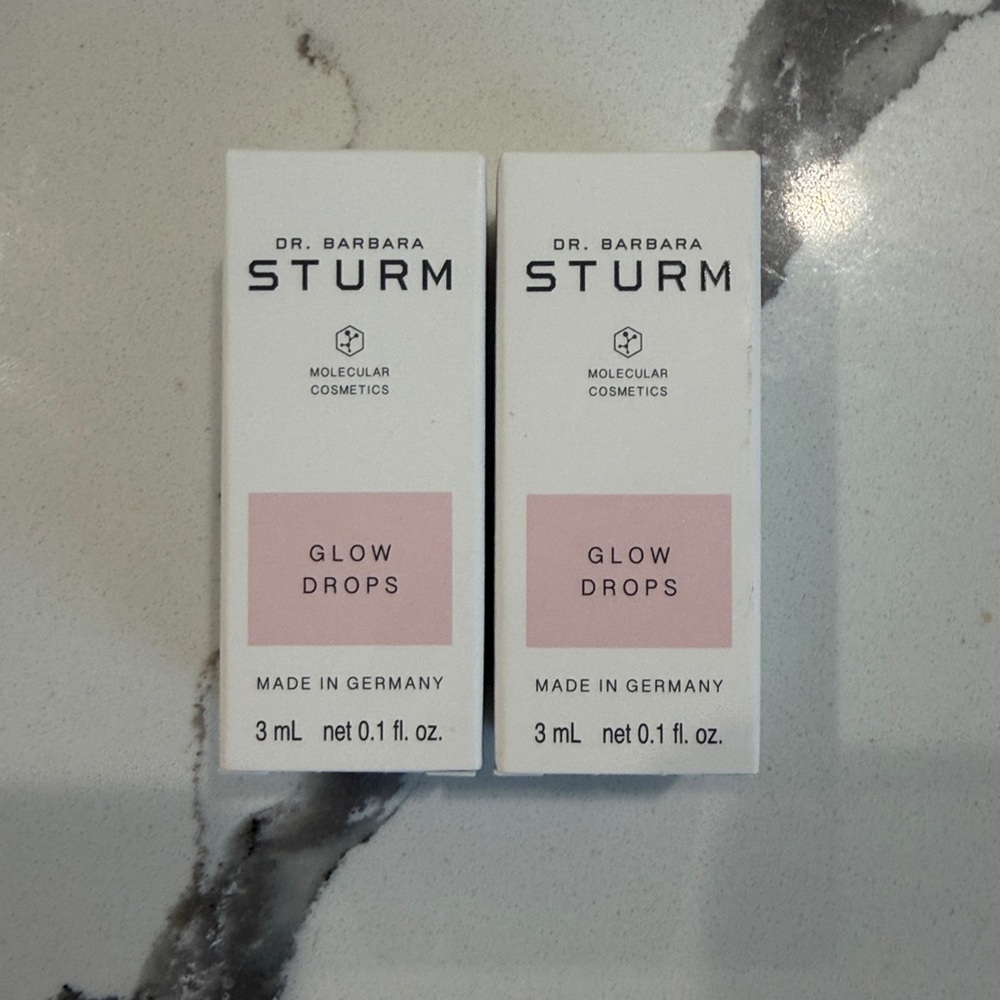 DR. BARBARA
STURM
MOLECULAR
COSMETICS
GLOW
DROPS
MADE IN GERMANY
3 mL net 0.1 fl. oz.
DR. BARBARA
STURM
MOLECULAR
COSMETICS
GLOW
DROPS
MADE IN GERMANY
3 mL net 0.1 fl. oz.